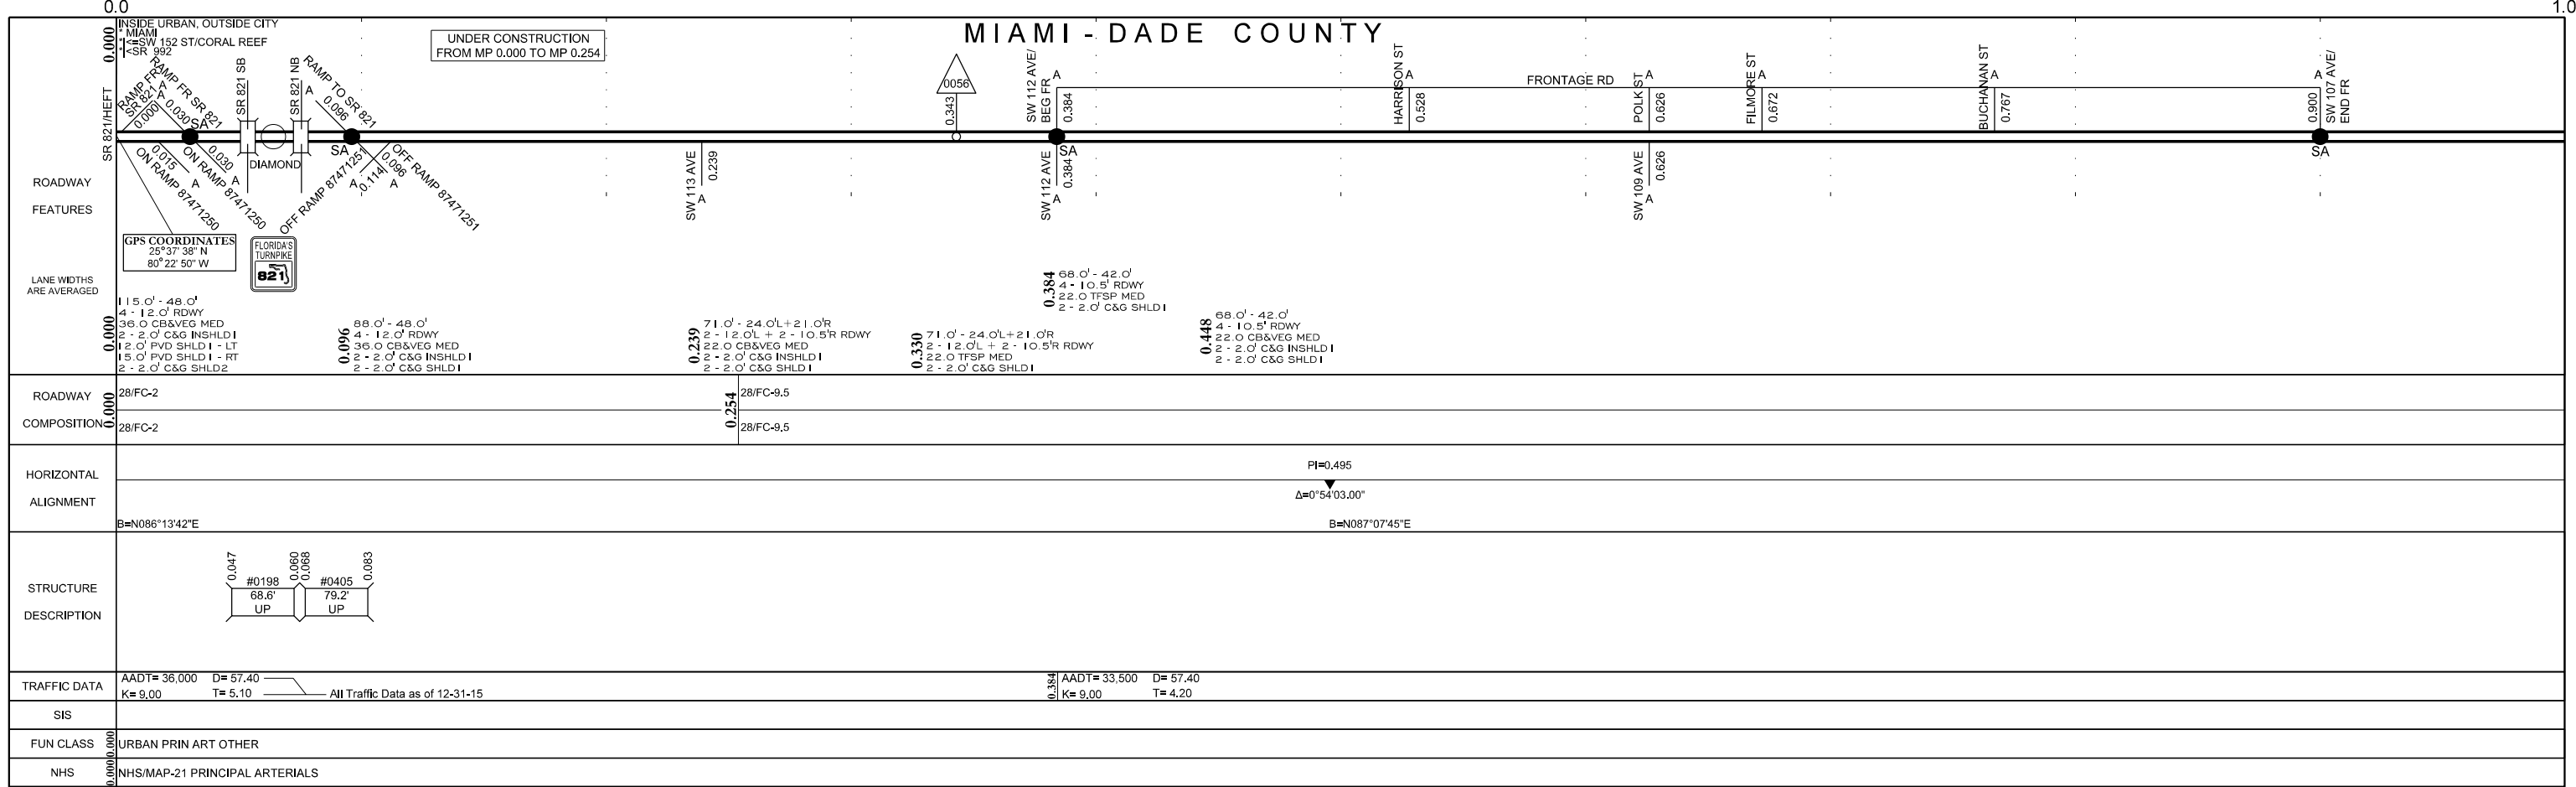 0.0
1.0
MIAMI - DADE COUNTY
0.000
INSIDE URBAN, OUTSIDE CITY
* MIAMI
*|<=SW 152 ST/CORAL REEF
*|<SR 992
UNDER CONSTRUCTION
FROM MP 0.000 TO MP 0.254
SR 821/HEFT
RAMP FR
SR 821 A
0.000
RAMP FR SR 821
A
0.030
SA
SR 821 SB
SR 821 NB
A
RAMP TO SR 821
0.096
SA
DIAMOND
0.015
A
ON RAMP 87471250
0.030
A
ON RAMP 87471250
OFF RAMP 87471251
A
0.114
OFF RAMP 87471251
0.096
A
SW 113 AVE
A
0.239
0056
0.343
SW 112 AVE/
BEG FR
A
0.384
SA
SW 112 AVE
A
0.384
HARRISON ST
A
0.528
FRONTAGE RD
POLK ST
A
0.626
SW 109 AVE
A
0.626
FILMORE ST
A
0.672
BUCHANAN ST
A
0.767
A
0.900
SW 107 AVE/
END FR
SA
ROADWAY
FEATURES
GPS COORDINATES
25°37' 38" N
80°22' 50" W
FLORIDA'S
TURNPIKE
821
LANE WIDTHS
ARE AVERAGED
0.000
115.0' - 48.0'
4 - 12.0' RDWY
36.0 CB&VEG MED
2 - 2.0' C&G INSHLD1
12.0' PVD SHLD1 - LT
15.0' PVD SHLD1 - RT
2 - 2.0' C&G SHLD2
0.096
88.0' - 48.0'
4 - 12.0' RDWY
36.0 CB&VEG MED
2 - 2.0' C&G INSHLD1
2 - 2.0' C&G SHLD1
0.239
71.0' - 24.0'L+21.0'R
2 - 12.0'L + 2 - 10.5'R RDWY
22.0 CB&VEG MED
2 - 2.0' C&G INSHLD1
2 - 2.0' C&G SHLD1
0.330
71.0' - 24.0'L+21.0'R
2 - 12.0'L + 2 - 10.5'R RDWY
22.0 TFSP MED
2 - 2.0' C&G SHLD1
0.384
68.0' - 42.0'
4 - 10.5' RDWY
22.0 TFSP MED
2 - 2.0' C&G SHLD1
0.448
68.0' - 42.0'
4 - 10.5' RDWY
22.0 CB&VEG MED
2 - 2.0' C&G INSHLD1
2 - 2.0' C&G SHLD1
ROADWAY
COMPOSITION
0.000
28/FC-2
28/FC-2
0.254
28/FC-9.5
28/FC-9.5
HORIZONTAL
ALIGNMENT
PI=0.495
Δ=0°54'03.00"
B=N086°13'42"E
B=N087°07'45"E
STRUCTURE
DESCRIPTION
0.047
#0198
68.6'
UP
0.060
0.068
#0405
79.2'
UP
0.083
TRAFFIC DATA
AADT= 36,000 D= 57.40
K= 9.00 T= 5.10 All Traffic Data as of 12-31-15
0.384
AADT= 33,500 D= 57.40
K= 9.00 T= 4.20
SIS
FUN CLASS
0.000
URBAN PRIN ART OTHER
NHS
0.000
NHS/MAP-21 PRINCIPAL ARTERIALS